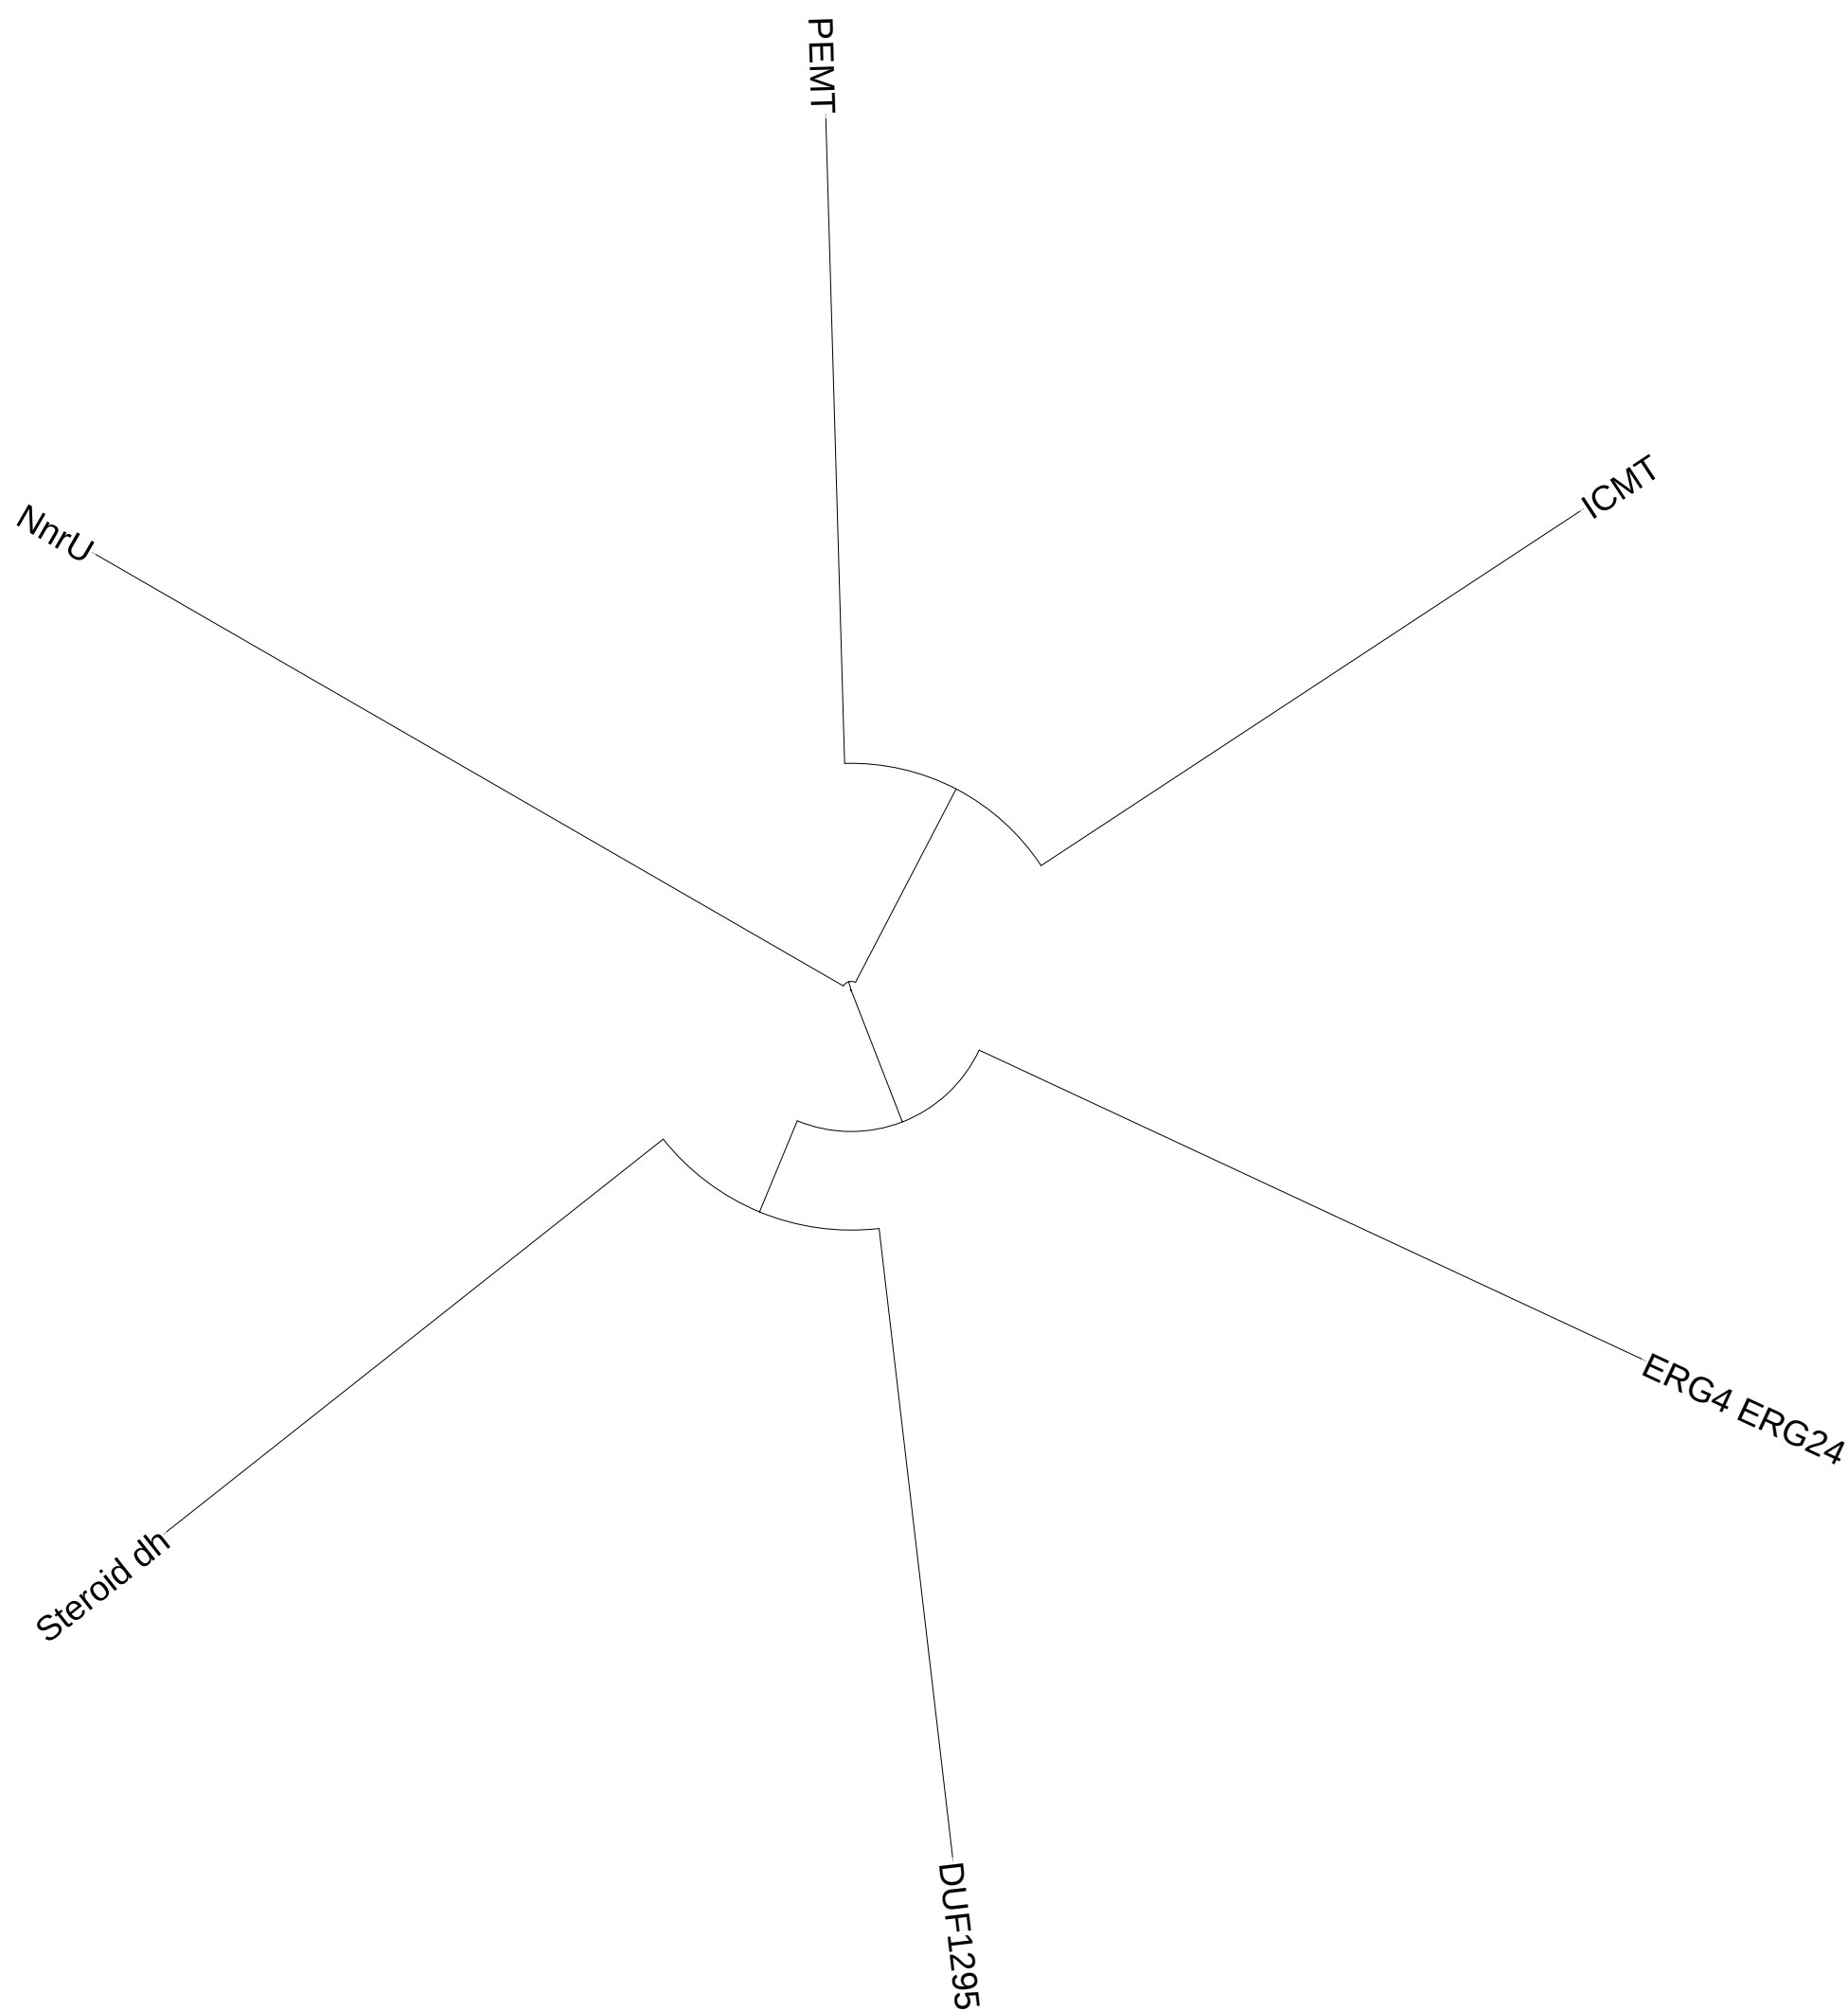 PEMT
ICMT
NnrU
ERG4 ERG24
Steroid dh
DUF1295